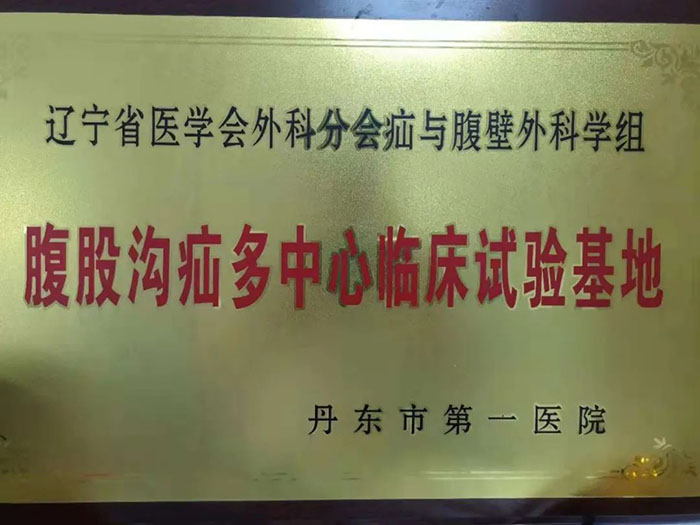 辽宁省医学会外科分会疝与腹壁外科学组
腹股沟疝多中心临床试验基地
丹东市第一医院